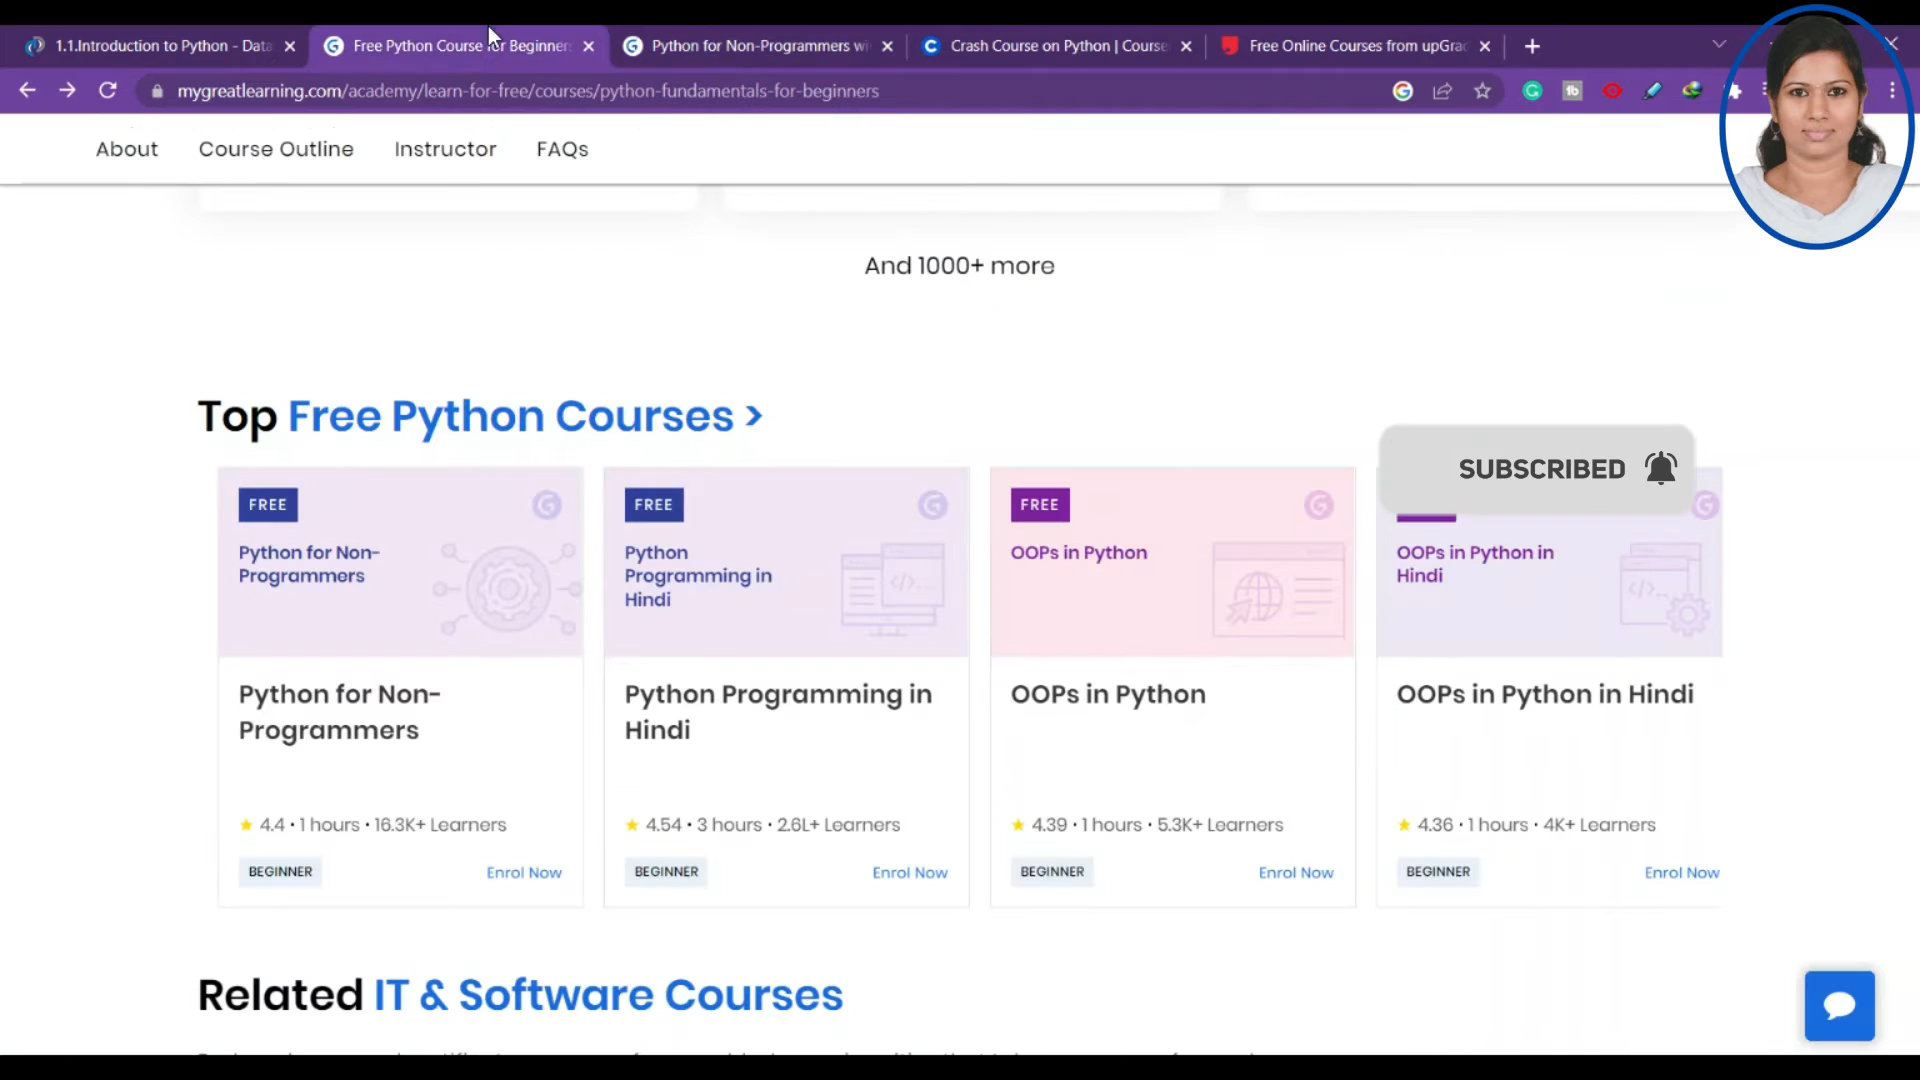 1.1.Introduction to Python - Data
Free Python Course for Beginner
Python for Non-Programmers wi
Crash Course on Python | Course
Free Online Courses from upGra
mygreatlearning.com/academy/learn-for-free/courses/python-fundamentals-for-beginners
About
Course Outline
Instructor
FAQs
And 1000+ more
Top Free Python Courses >
SUBSCRIBED
FREE
Python for Non-
Programmers
Python for Non-
Programmers
4.4 • 1 hours • 16.3K+ Learners
BEGINNER
Enrol Now
FREE
Python
Programming in
Hindi
Python Programming in
Hindi
4.54 • 3 hours • 2.6L+ Learners
BEGINNER
Enrol Now
FREE
OOPs in Python
OOPs in Python
4.39 • 1 hours • 5.3K+ Learners
BEGINNER
Enrol Now
OOPs in Python in
Hindi
OOPs in Python in Hindi
4.36 • 1 hours • 4K+ Learners
BEGINNER
Enrol Now
Related IT & Software Courses